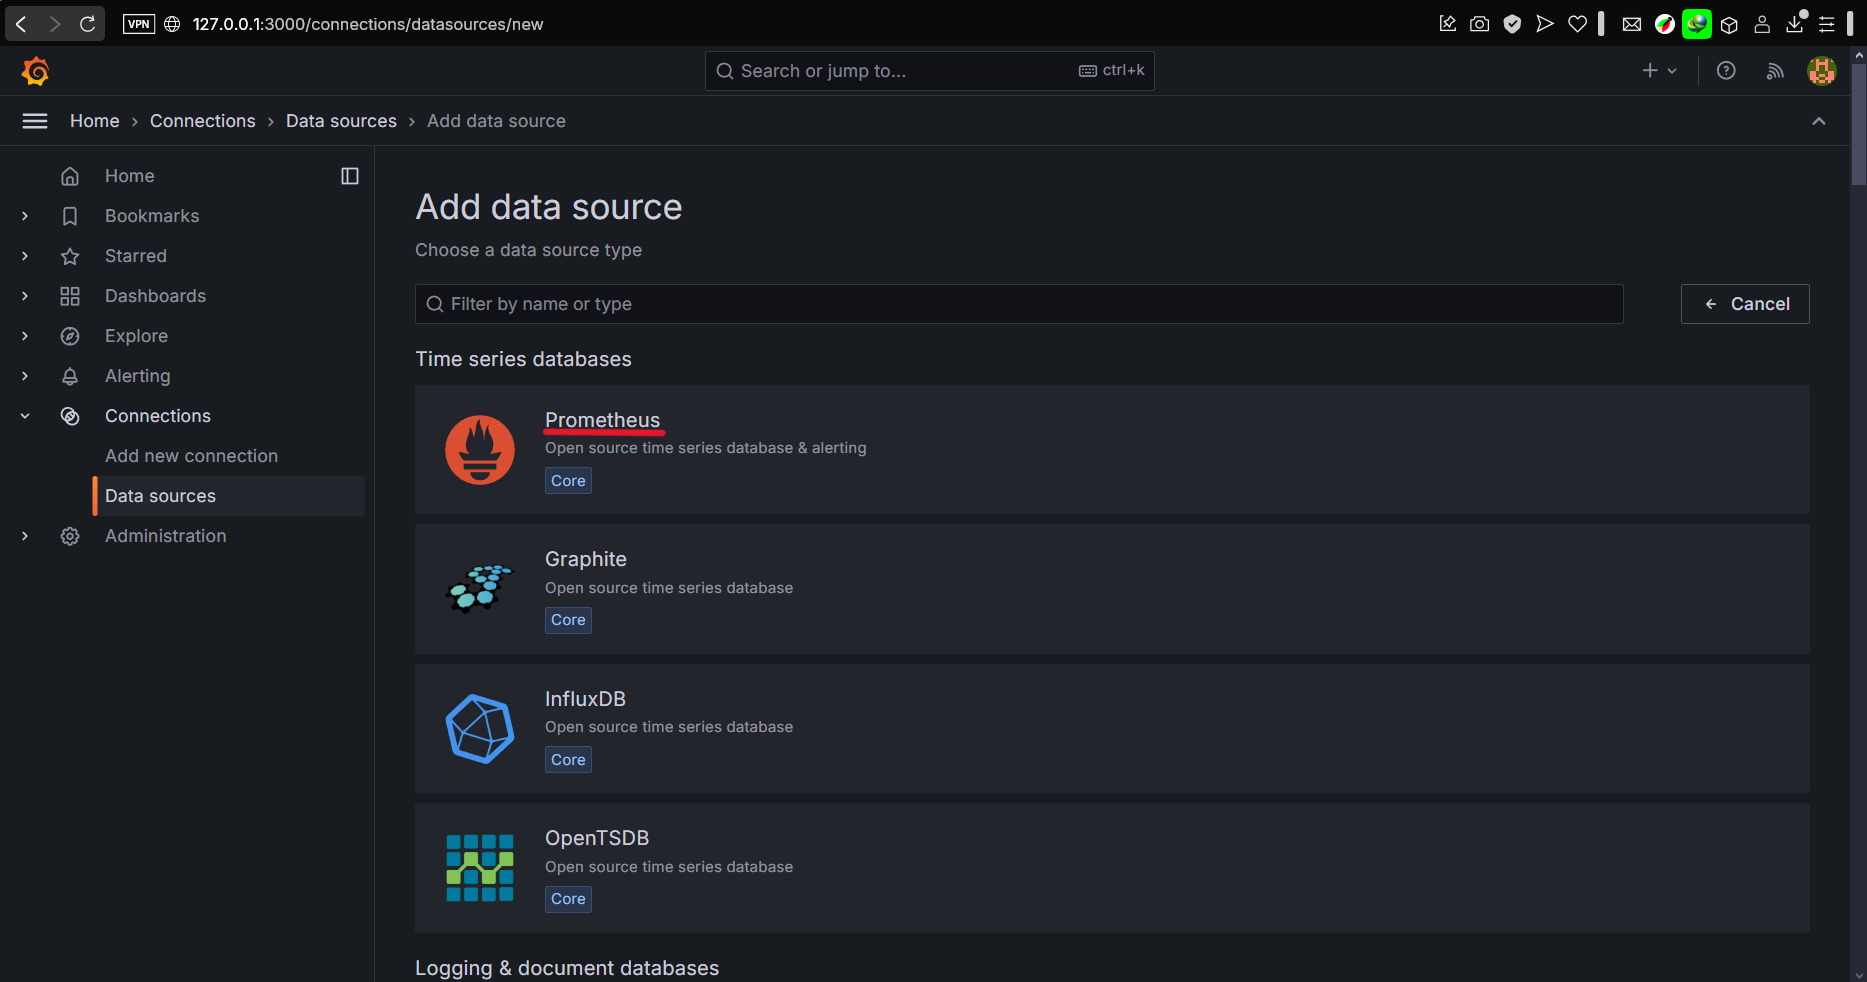 VPN 127.0.0.1:3000/connections/datasources/new
Search or jump to... ctrl+k
Home › Connections › Data sources › Add data source
Home
Bookmarks
Starred
Dashboards
Explore
Alerting
Connections
Add new connection
Data sources
Administration
Add data source
Choose a data source type
Filter by name or type
Cancel
Time series databases
Prometheus
Open source time series database & alerting
Core
Graphite
Open source time series database
Core
InfluxDB
Open source time series database
Core
OpenTSDB
Open source time series database
Core
Logging & document databases